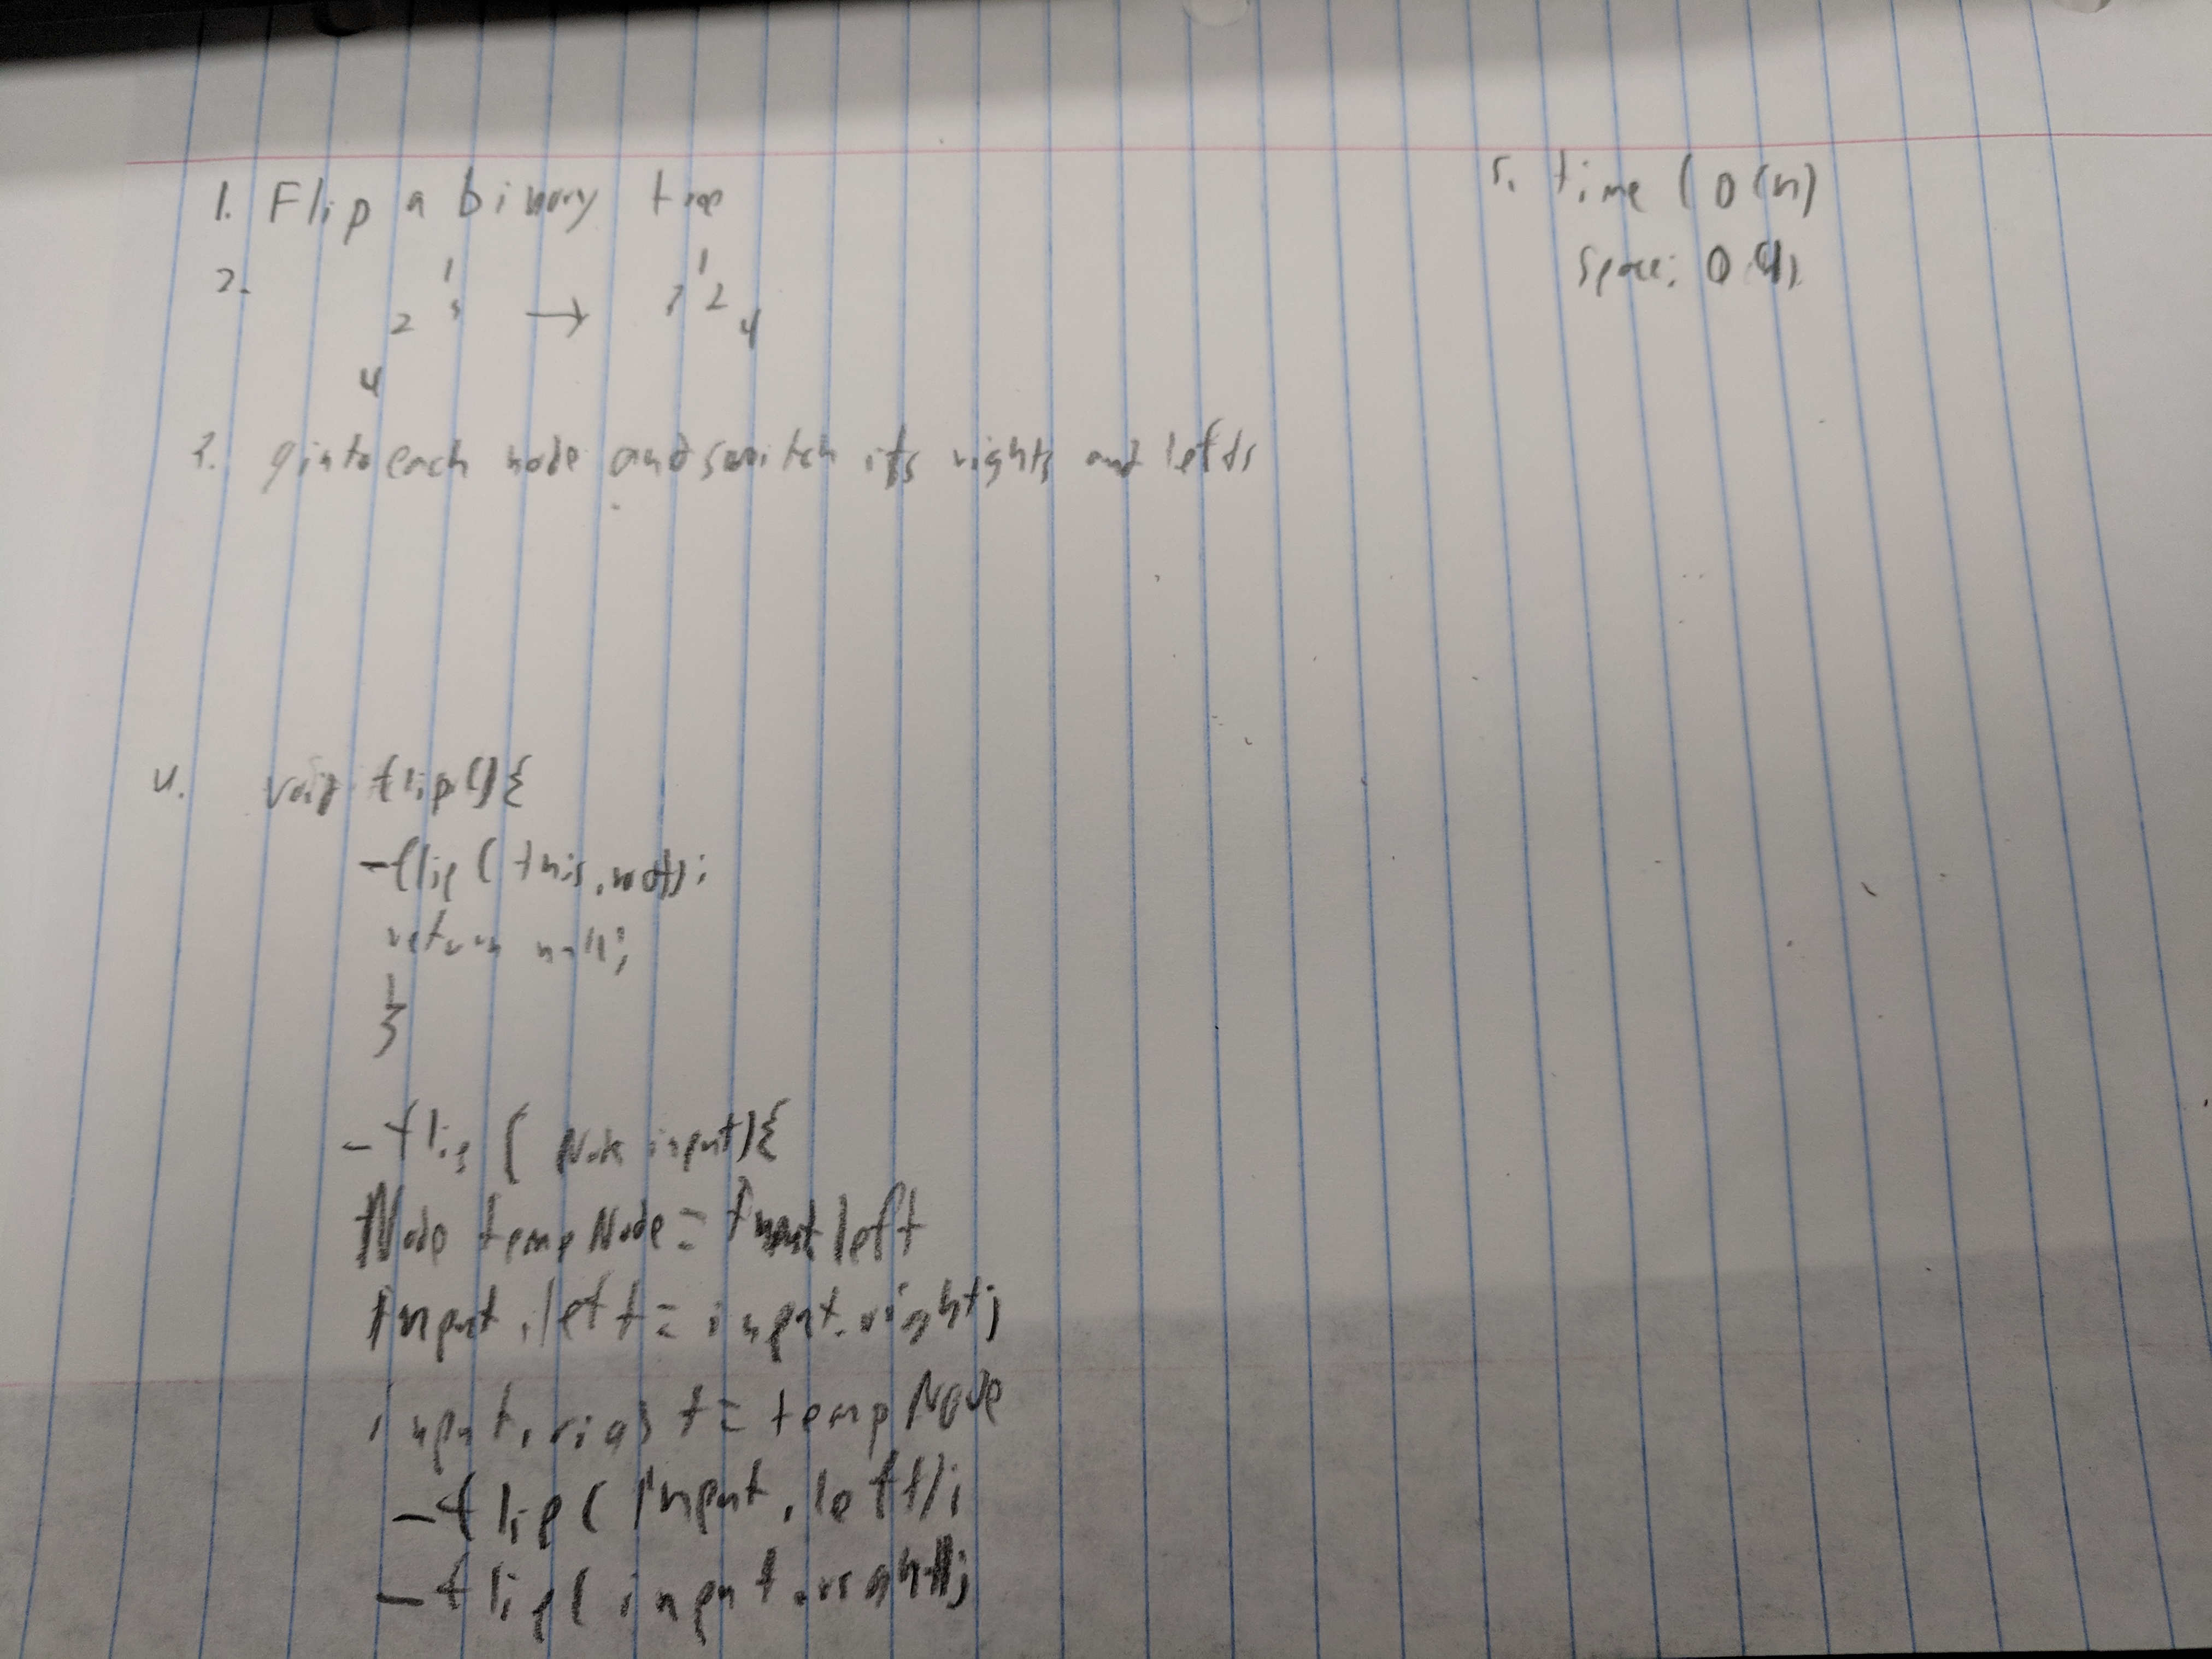 1. Flip a binary tree
2.
1 1
2 3 → 3 2
4 4
3. g into each node and switch its rights and lefts
4. void flip(){
_flip(this.root);
return null;
}
_flip(Node input){
Node tempNode = input left
input.left = input.right;
input.right = tempNode
_flip(input.left);
_flip(input.right);
5. time ( O(n)
space: O(1)